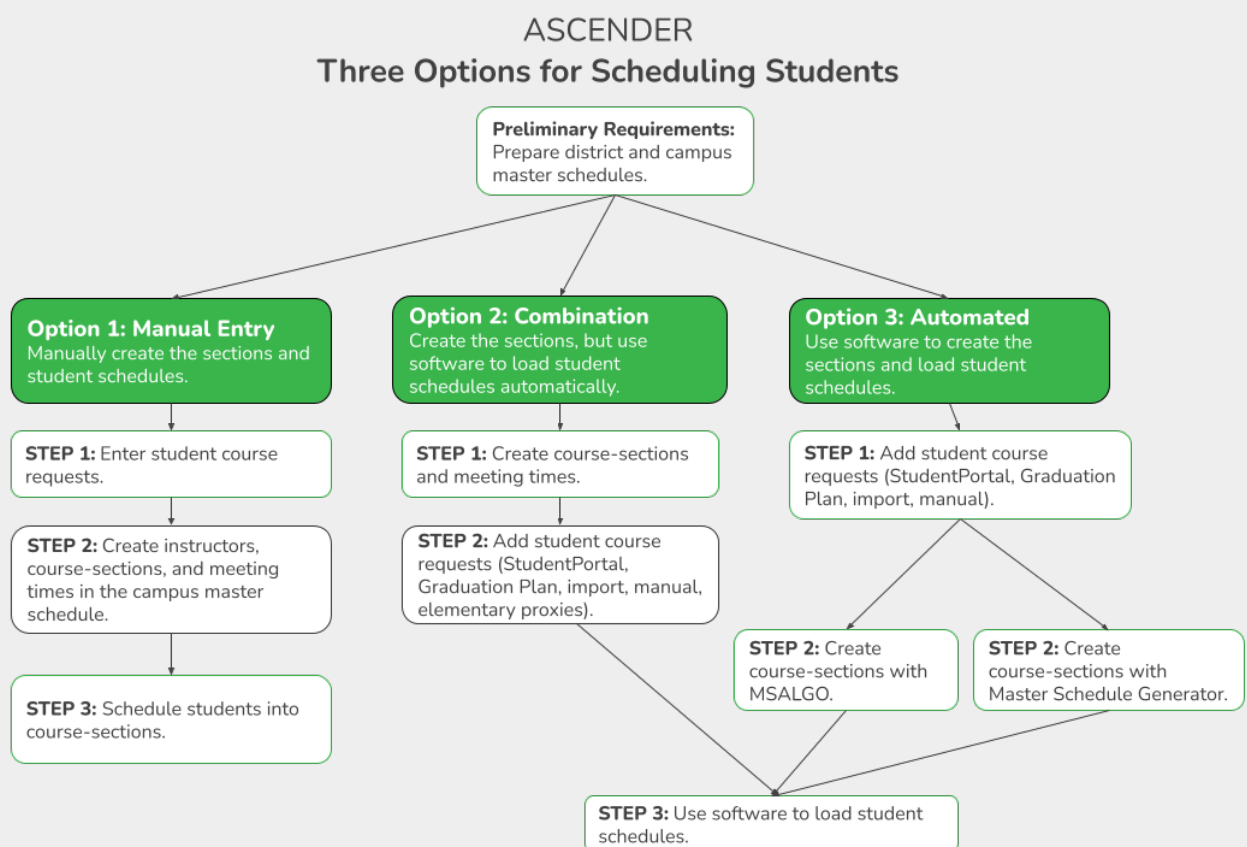 ASCENDER
Three Options for Scheduling Students
Preliminary Requirements:
Prepare district and campus
master schedules.
Option 1: Manual Entry
Manually create the sections and
student schedules.
STEP 1: Enter student course
requests.
STEP 2: Create instructors,
course-sections, and meeting
times in the campus master
schedule.
STEP 3: Schedule students into
course-sections.
Option 2: Combination
Create the sections, but use
software to load student
schedules automatically.
STEP 1: Create course-sections
and meeting times.
STEP 2: Add student course
requests (StudentPortal,
Graduation Plan, import, manual,
elementary proxies).
Option 3: Automated
Use software to create the
sections and load student
schedules.
STEP 1: Add student course
requests (StudentPortal, Graduation
Plan, import, manual).
STEP 2: Create
course-sections with
MSALGO.
STEP 2: Create
course-sections with
Master Schedule Generator.
STEP 3: Use software to load student
schedules.